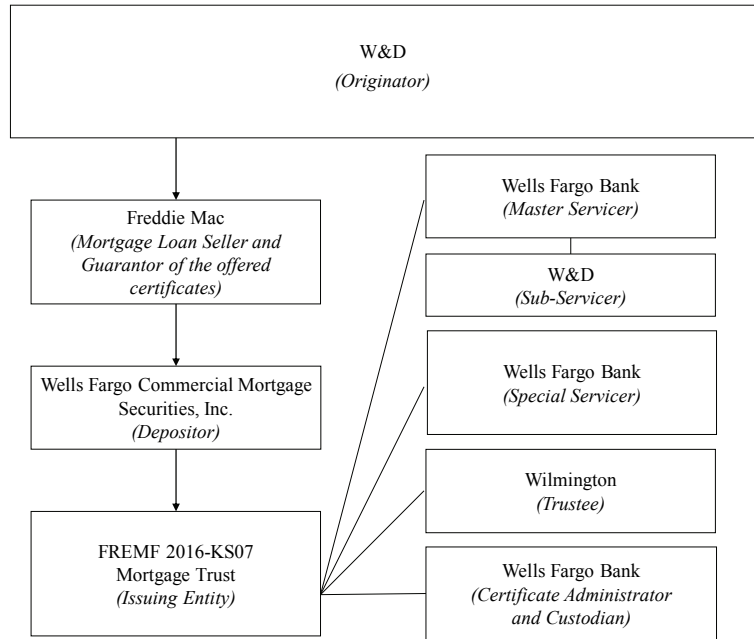 W&D
(Originator)
Freddie Mac
(Mortgage Loan Seller and
Guarantor of the offered
certificates)
Wells Fargo Commercial Mortgage
Securities, Inc.
(Depositor)
FREMF 2016-KS07
Mortgage Trust
(Issuing Entity)
Wells Fargo Bank
(Master Servicer)
W&D
(Sub-Servicer)
Wells Fargo Bank
(Special Servicer)
Wilmington
(Trustee)
Wells Fargo Bank
(Certificate Administrator
and Custodian)